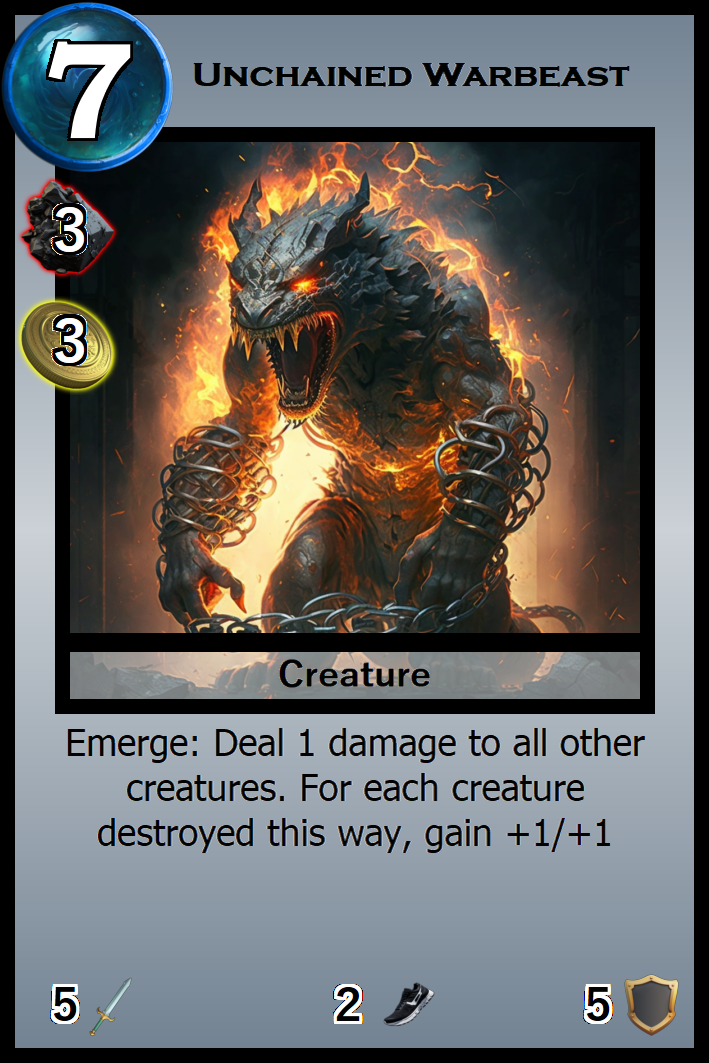 7
Unchained Warbeast
3
3
Creature
Emerge: Deal 1 damage to all other
creatures. For each creature
destroyed this way, gain +1/+1
5
2
5